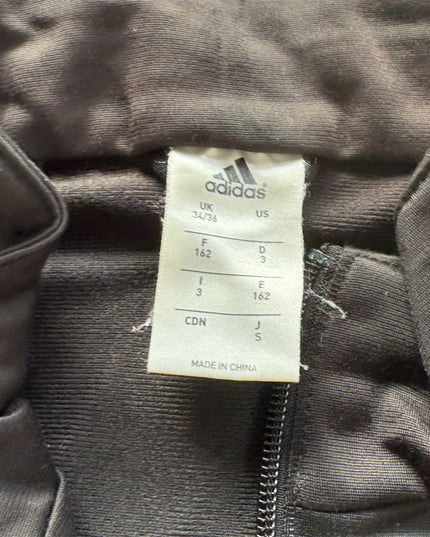 adidas®
UK US
34/36
F D
162 3
I E
3 162
CDN J
S
MADE IN CHINA